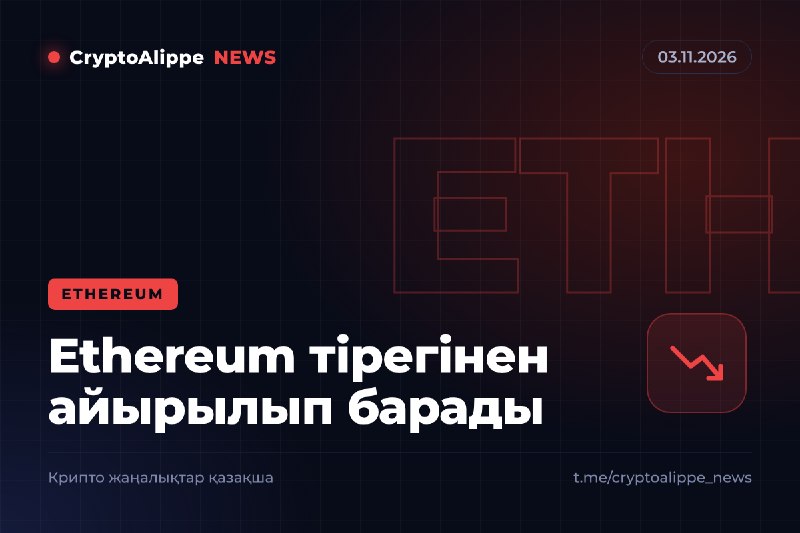 CryptoAlippe NEWS
03.11.2026
ETH
ETHEREUM
Ethereum тірегінен
айырылып барады
Крипто жаңалықтар қазақша
t.me/cryptoalippe_news